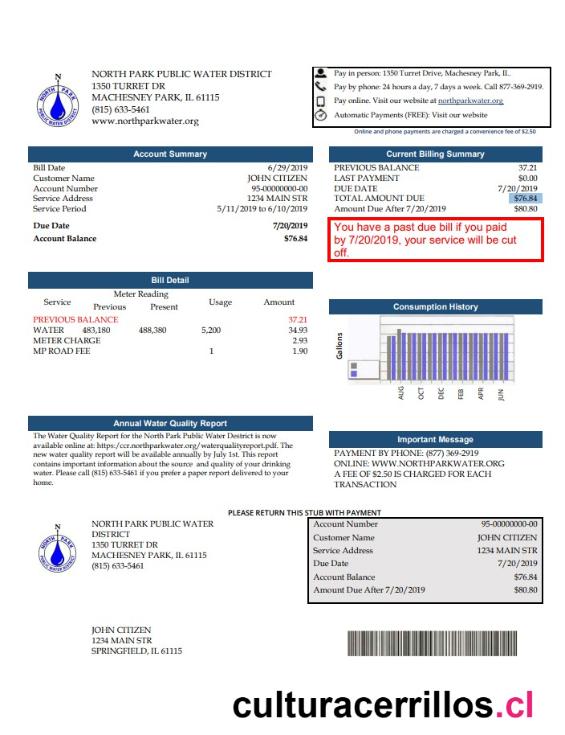 NORTH PARK PUBLIC WATER DISTRICT
1350 TURRET DR
MACHESNEY PARK, IL 61115
(815) 633-5461
www.northparkwater.org
Pay in person: 1350 Turret Drive, Machesney Park, IL.
Pay by phone: 24 hours a day, 7 days a week. Call 877-369-2919.
Pay online. Visit our website at northparkwater.org
Automatic Payments (FREE): Visit our website
Online and phone payments are charged a convenience fee of $2.50
Account Summary
Bill Date 6/29/2019
Customer Name JOHN CITIZEN
Account Number 95-00000000-00
Service Address 1234 MAIN STR
Service Period 5/11/2019 to 6/10/2019
Due Date 7/20/2019
Account Balance $76.84
Current Billing Summary
PREVIOUS BALANCE 37.21
LAST PAYMENT $0.00
DUE DATE 7/20/2019
TOTAL AMOUNT DUE $76.84
Amount Due After 7/20/2019 $80.80
You have a past due bill if you paid
by 7/20/2019, your service will be cut
off.
Bill Detail
Meter Reading
Service Previous Present Usage Amount
PREVIOUS BALANCE 37.21
WATER 483,180 488,380 5,200 34.93
METER CHARGE 2.93
MP ROAD FEE 1 1.90
Consumption History
Gallons
AUG OCT DEC FEB APR JUN
Annual Water Quality Report
The Water Quality Report for the North Park Public Water Destrict is now
available online at: https:/ccr.northparkwater.org/waterqualityreport.pdf. The
new water quality report will be available annually by July 1st. This report
contains important information about the source and quality of your drinking
water. Please call (815) 633-5461 if you prefer a paper report delivered to your
home.
Important Message
PAYMENT BY PHONE: (877) 369-2919
ONLINE: WWW.NORTHPARKWATER.ORG
A FEE OF $2.50 IS CHARGED FOR EACH
TRANSACTION
PLEASE RETURN THIS STUB WITH PAYMENT
NORTH PARK PUBLIC WATER
DISTRICT
1350 TURRET DR
MACHESNEY PARK, IL 61115
(815) 633-5461
Account Number 95-00000000-00
Customer Name JOHN CITIZEN
Service Address 1234 MAIN STR
Due Date 7/20/2019
Account Balance $76.84
Amount Due After 7/20/2019 $80.80
JOHN CITIZEN
1234 MAIN STR
SPRINGFIELD, IL 61115
culturacerrillos.cl